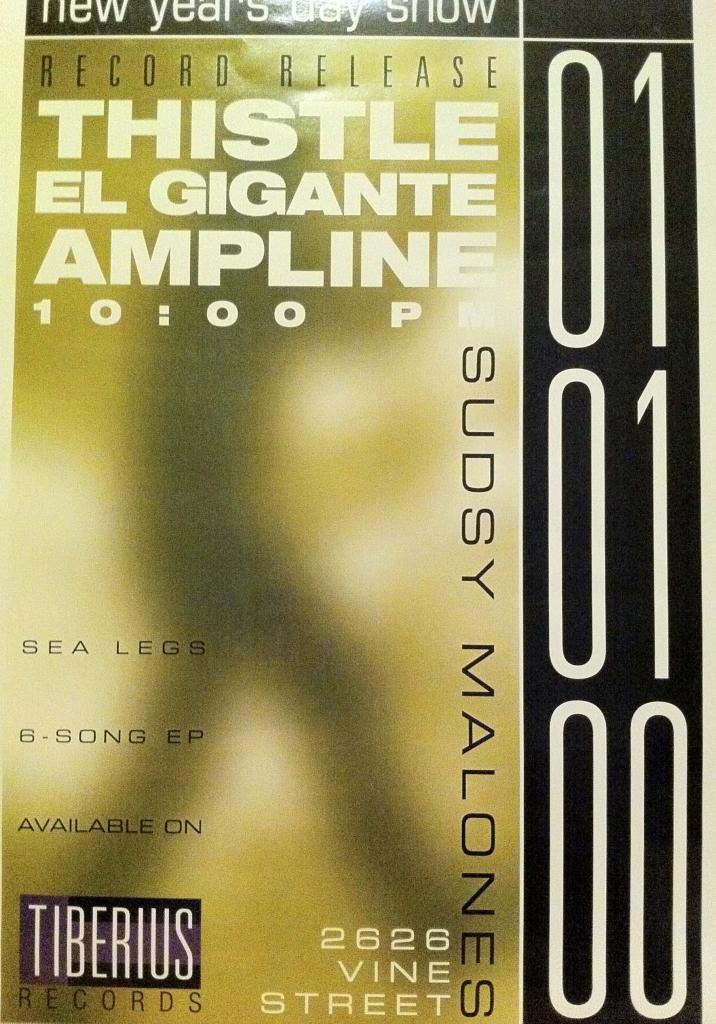 new year's day show
RECORD RELEASE
THISTLE
EL GIGANTE
AMPLINE
10:00 PM
SUDSY MALONES
01
01
00
SEA LEGS
6-SONG EP
AVAILABLE ON
TIBERIUS
RECORDS
2626
VINE
STREET